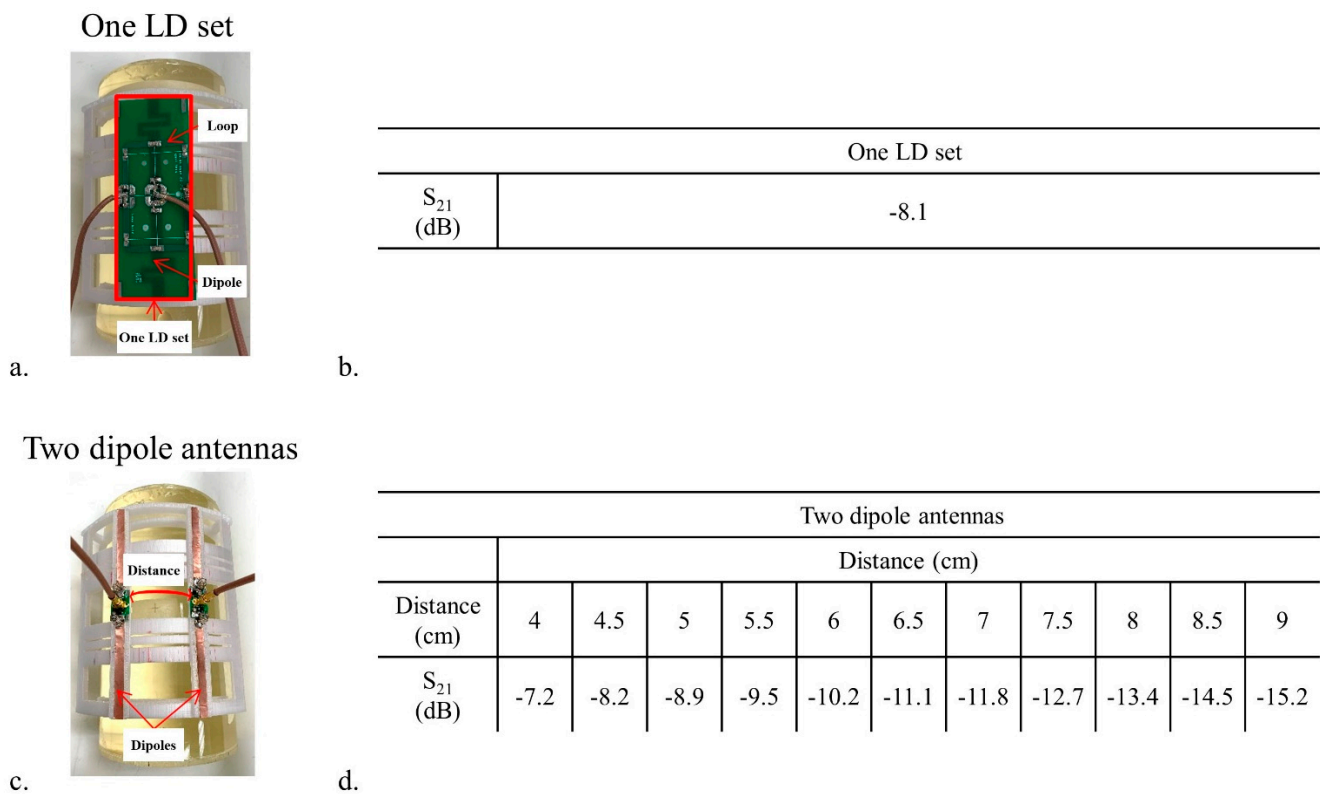 One LD set
Loop
Dipole
One LD set
a.
b.
One LD set
S21
(dB)
-8.1
Two dipole antennas
Distance
Dipoles
c.
d.
Two dipole antennas
Distance (cm)
Distance
(cm)
4 4.5 5 5.5 6 6.5 7 7.5 8 8.5 9
S21
(dB)
-7.2 -8.2 -8.9 -9.5 -10.2 -11.1 -11.8 -12.7 -13.4 -14.5 -15.2